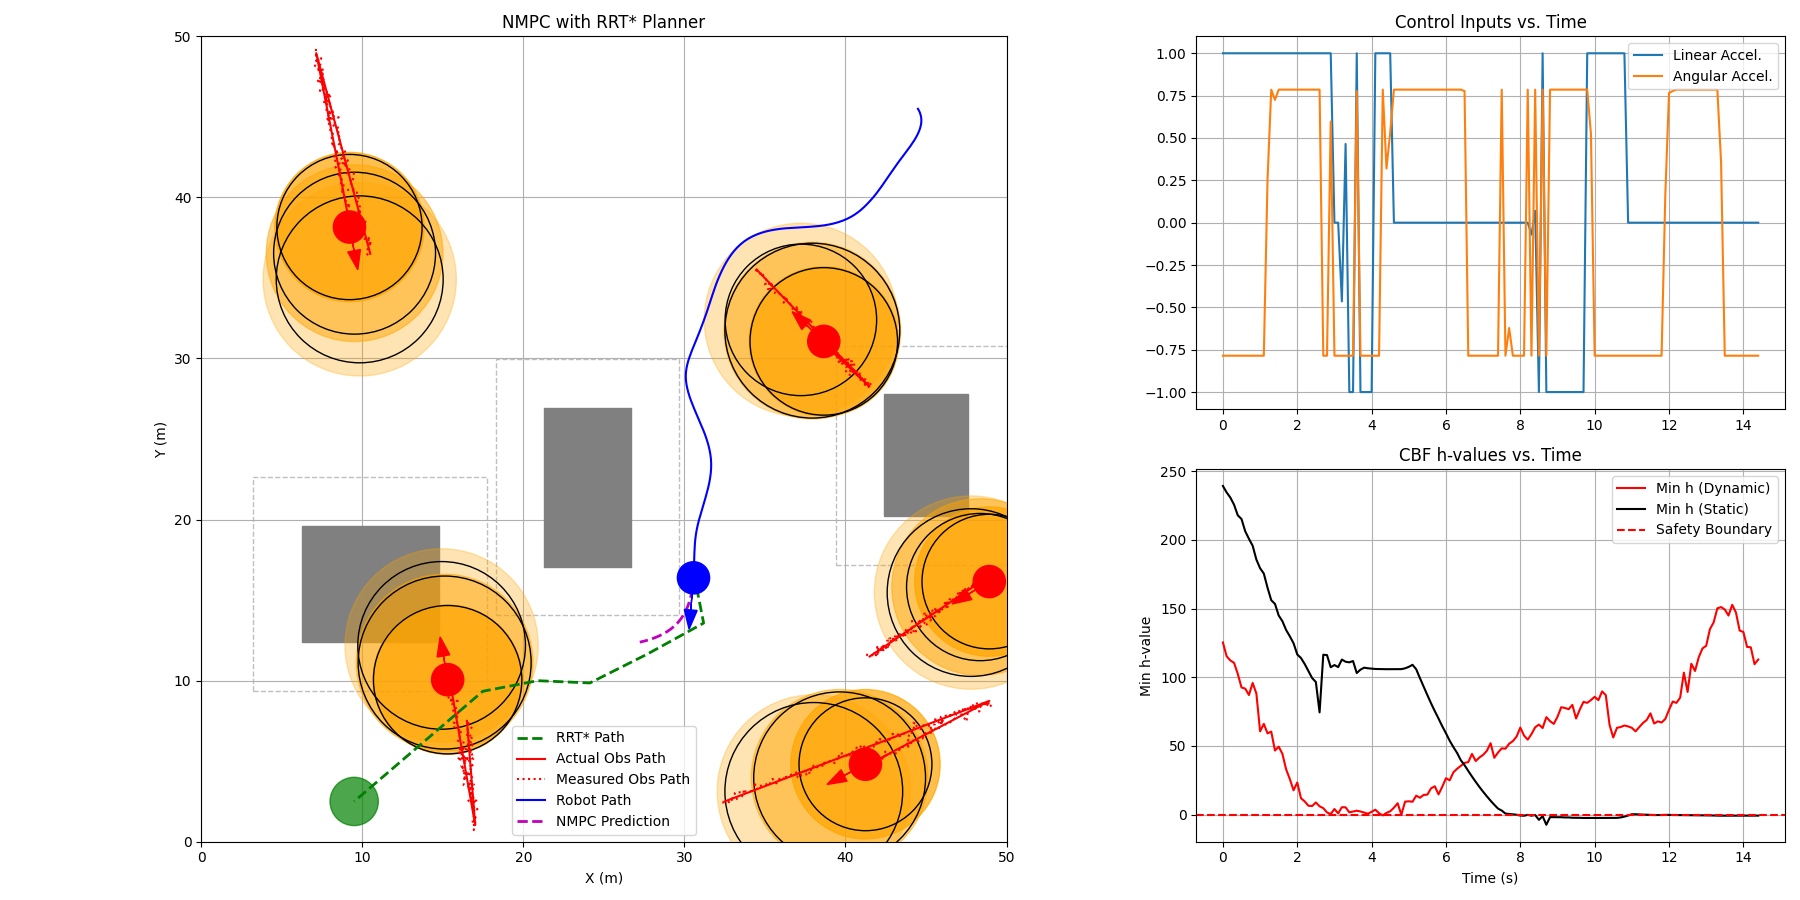 NMPC with RRT* Planner
50
40
30
20
10
0
Y (m)
0
10
20
30
40
50
X (m)
RRT* Path
Actual Obs Path
Measured Obs Path
Robot Path
NMPC Prediction
Control Inputs vs. Time
1.00
0.75
0.50
0.25
0.00
−0.25
−0.50
−0.75
−1.00
0
2
4
6
8
10
12
14
Linear Accel.
Angular Accel.
CBF h-values vs. Time
250
200
150
100
50
0
Min h-value
0
2
4
6
8
10
12
14
Time (s)
Min h (Dynamic)
Min h (Static)
Safety Boundary